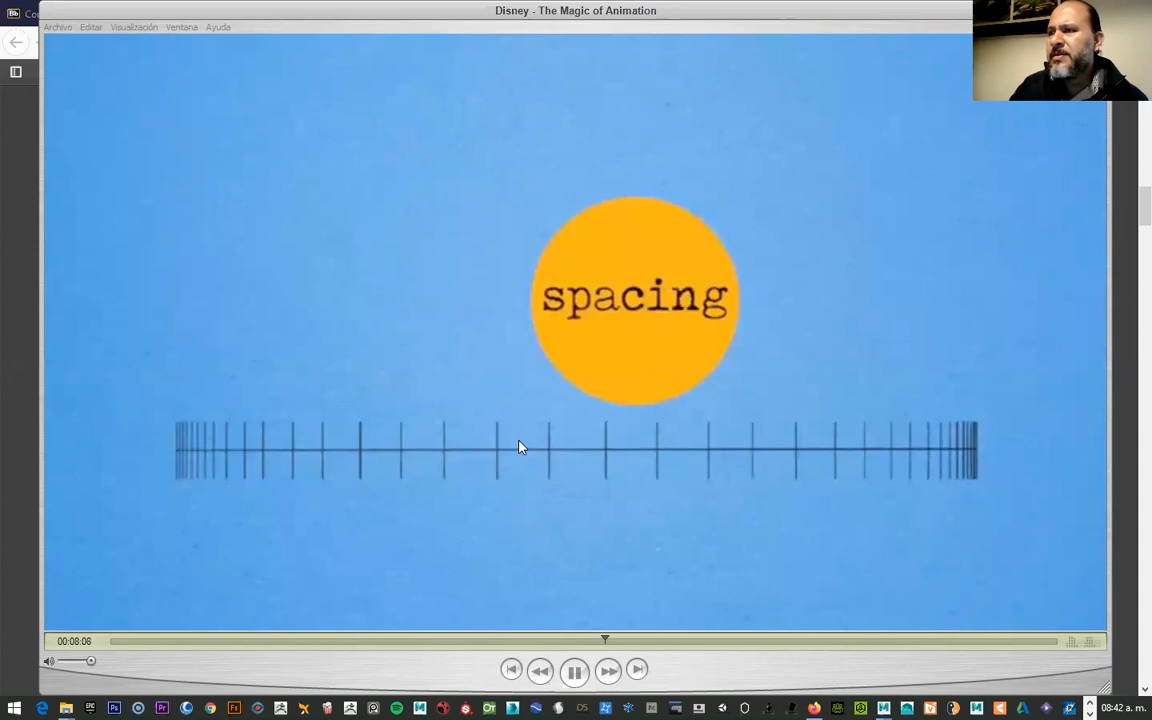 Disney - The Magic of Animation
Archivo Editar Visualización Ventana Ayuda
spacing
00:08:06
08:42 a. m.